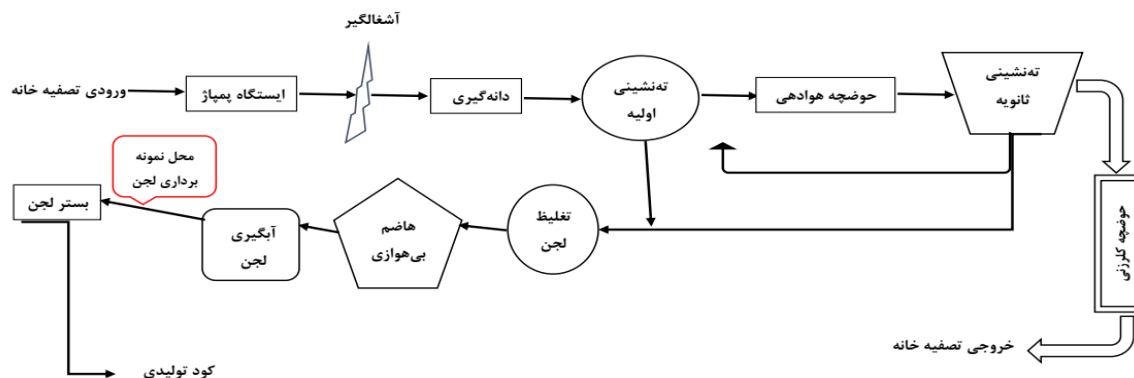 آشغالگیر
ورودی تصفیه خانه
ایستگاه پمپاژ
دانه‌گیری
ته‌نشینی
اولیه
حوضچه هوادهی
ته‌نشینی
ثانویه
محل نمونه
برداری لجن
بستر لجن
آبگیری
لجن
هاضم
بی‌هوازی
تغلیظ
لجن
حوضچه کلرزنی
خروجی تصفیه خانه
کود تولیدی